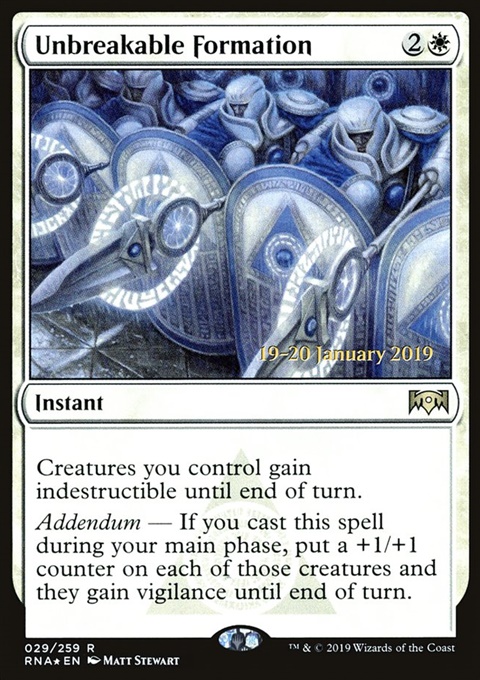 Unbreakable Formation 2
19-20 January 2019
Instant
Creatures you control gain
indestructible until end of turn.
Addendum — If you cast this spell
during your main phase, put a +1/+1
counter on each of those creatures and
they gain vigilance until end of turn.
029/259 R
RNA★EN Matt Stewart
™ & © 2019 Wizards of the Coast